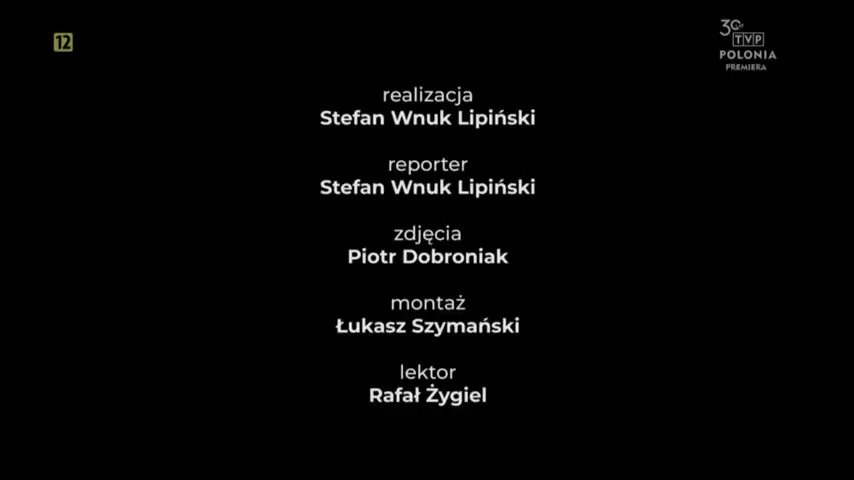 12
30 lat
TVP
POLONIA
PREMIERA
realizacja
Stefan Wnuk Lipiński
reporter
Stefan Wnuk Lipiński
zdjęcia
Piotr Dobroniak
montaż
Łukasz Szymański
lektor
Rafał Żygiel